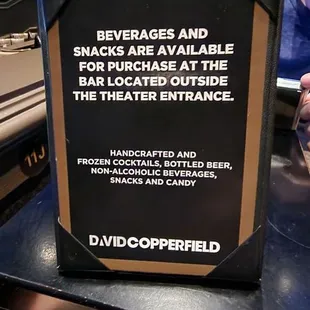 BEVERAGES AND
SNACKS ARE AVAILABLE
FOR PURCHASE AT THE
BAR LOCATED OUTSIDE
THE THEATER ENTRANCE.
HANDCRAFTED AND
FROZEN COCKTAILS, BOTTLED BEER,
NON-ALCOHOLIC BEVERAGES,
SNACKS AND CANDY
DAVIDCOPPERFIELD
11J